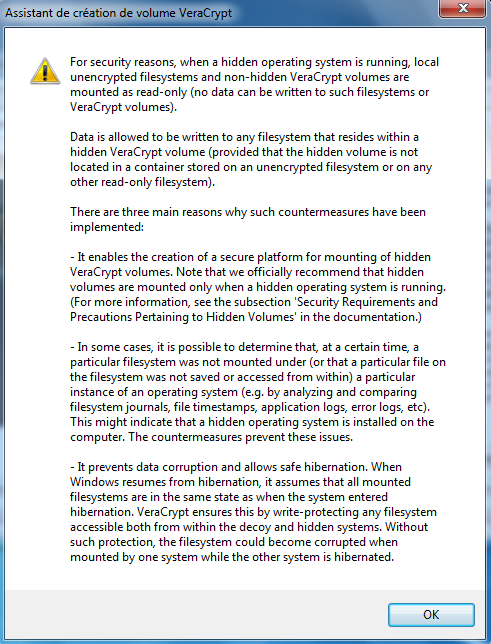 Assistant de création de volume VeraCrypt
For security reasons, when a hidden operating system is running, local
unencrypted filesystems and non-hidden VeraCrypt volumes are
mounted as read-only (no data can be written to such filesystems or
VeraCrypt volumes).
Data is allowed to be written to any filesystem that resides within a
hidden VeraCrypt volume (provided that the hidden volume is not
located in a container stored on an unencrypted filesystem or on any
other read-only filesystem).
There are three main reasons why such countermeasures have been
implemented:
- It enables the creation of a secure platform for mounting of hidden
VeraCrypt volumes. Note that we officially recommend that hidden
volumes are mounted only when a hidden operating system is running.
(For more information, see the subsection 'Security Requirements and
Precautions Pertaining to Hidden Volumes' in the documentation.)
- In some cases, it is possible to determine that, at a certain time, a
particular filesystem was not mounted under (or that a particular file on
the filesystem was not saved or accessed from within) a particular
instance of an operating system (e.g. by analyzing and comparing
filesystem journals, file timestamps, application logs, error logs, etc).
This might indicate that a hidden operating system is installed on the
computer. The countermeasures prevent these issues.
- It prevents data corruption and allows safe hibernation. When
Windows resumes from hibernation, it assumes that all mounted
filesystems are in the same state as when the system entered
hibernation. VeraCrypt ensures this by write-protecting any filesystem
accessible both from within the decoy and hidden systems. Without
such protection, the filesystem could become corrupted when
mounted by one system while the other system is hibernated.
OK